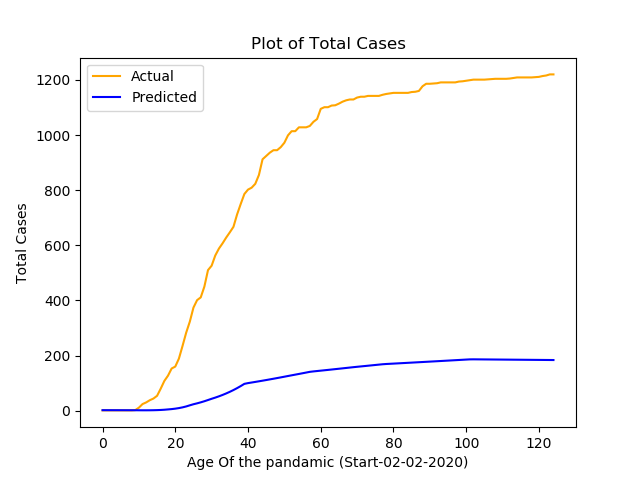 Plot of Total Cases
Actual
Predicted
1200
1000
800
600
400
200
0
Total Cases
0 20 40 60 80 100 120
Age Of the pandamic (Start-02-02-2020)